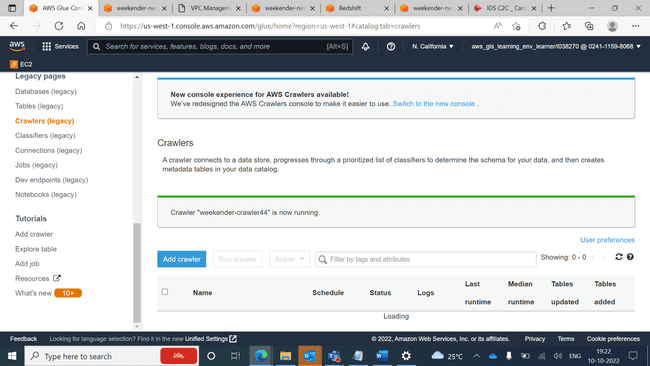 AWS Glue Cons
weekender-nie
VPC Managem
weekender-nie
Redshift
weekender-nie
IDS C2C _ Cam
https://us-west-1.console.aws.amazon.com/glue/home?region=us-west-1#catalog:tab=crawlers
aws
Services
Search for services, features, blogs, docs, and more
[Alt+S]
N. California
aws_gls_learning_env_learner/i038270 @ 0241-1159-8068
EC2
Legacy pages
Databases (legacy)
Tables (legacy)
Crawlers (legacy)
Classifiers (legacy)
Connections (legacy)
Jobs (legacy)
Dev endpoints (legacy)
Notebooks (legacy)
Tutorials
Add crawler
Explore table
Add job
Resources
What's new 10+
New console experience for AWS Crawlers available!
We've redesigned the AWS Crawlers console to make it easier to use. Switch to the new console .
Crawlers
A crawler connects to a data store, progresses through a prioritized list of classifiers to determine the schema for your data, and then creates
metadata tables in your data catalog.
Crawler "weekender-crawler44" is now running.
User preferences
Add crawler
Run crawler
Action
Filter by tags and attributes
Showing: 0 - 0
Name
Schedule
Status
Logs
Last runtime
Median runtime
Tables updated
Tables added
Loading
Feedback
Looking for language selection? Find it in the new Unified Settings
© 2022, Amazon Web Services, Inc. or its affiliates.
Privacy
Terms
Cookie preferences
Type here to search
25°C
ENG
19:22
10-10-2022